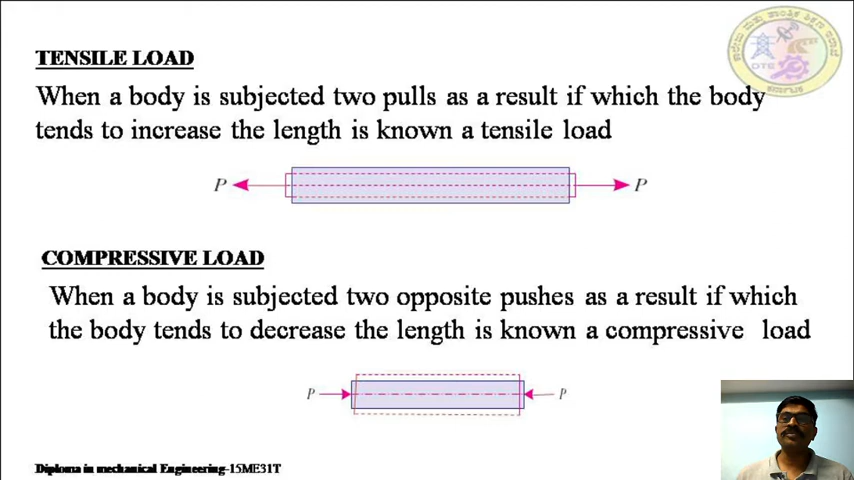 TENSILE LOAD
When a body is subjected two pulls as a result if which the body
tends to increase the length is known a tensile load
P P
COMPRESSIVE LOAD
When a body is subjected two opposite pushes as a result if which
the body tends to decrease the length is known a compressive load
P P
Diploma in mechanical Engineering-15ME31T
DTE